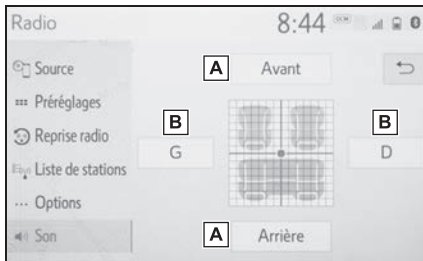 Radio
8:44
Source
A Avant
Préréglages
B B
Reprise radio
G D
Liste de stations
Options
Son
A Arrière